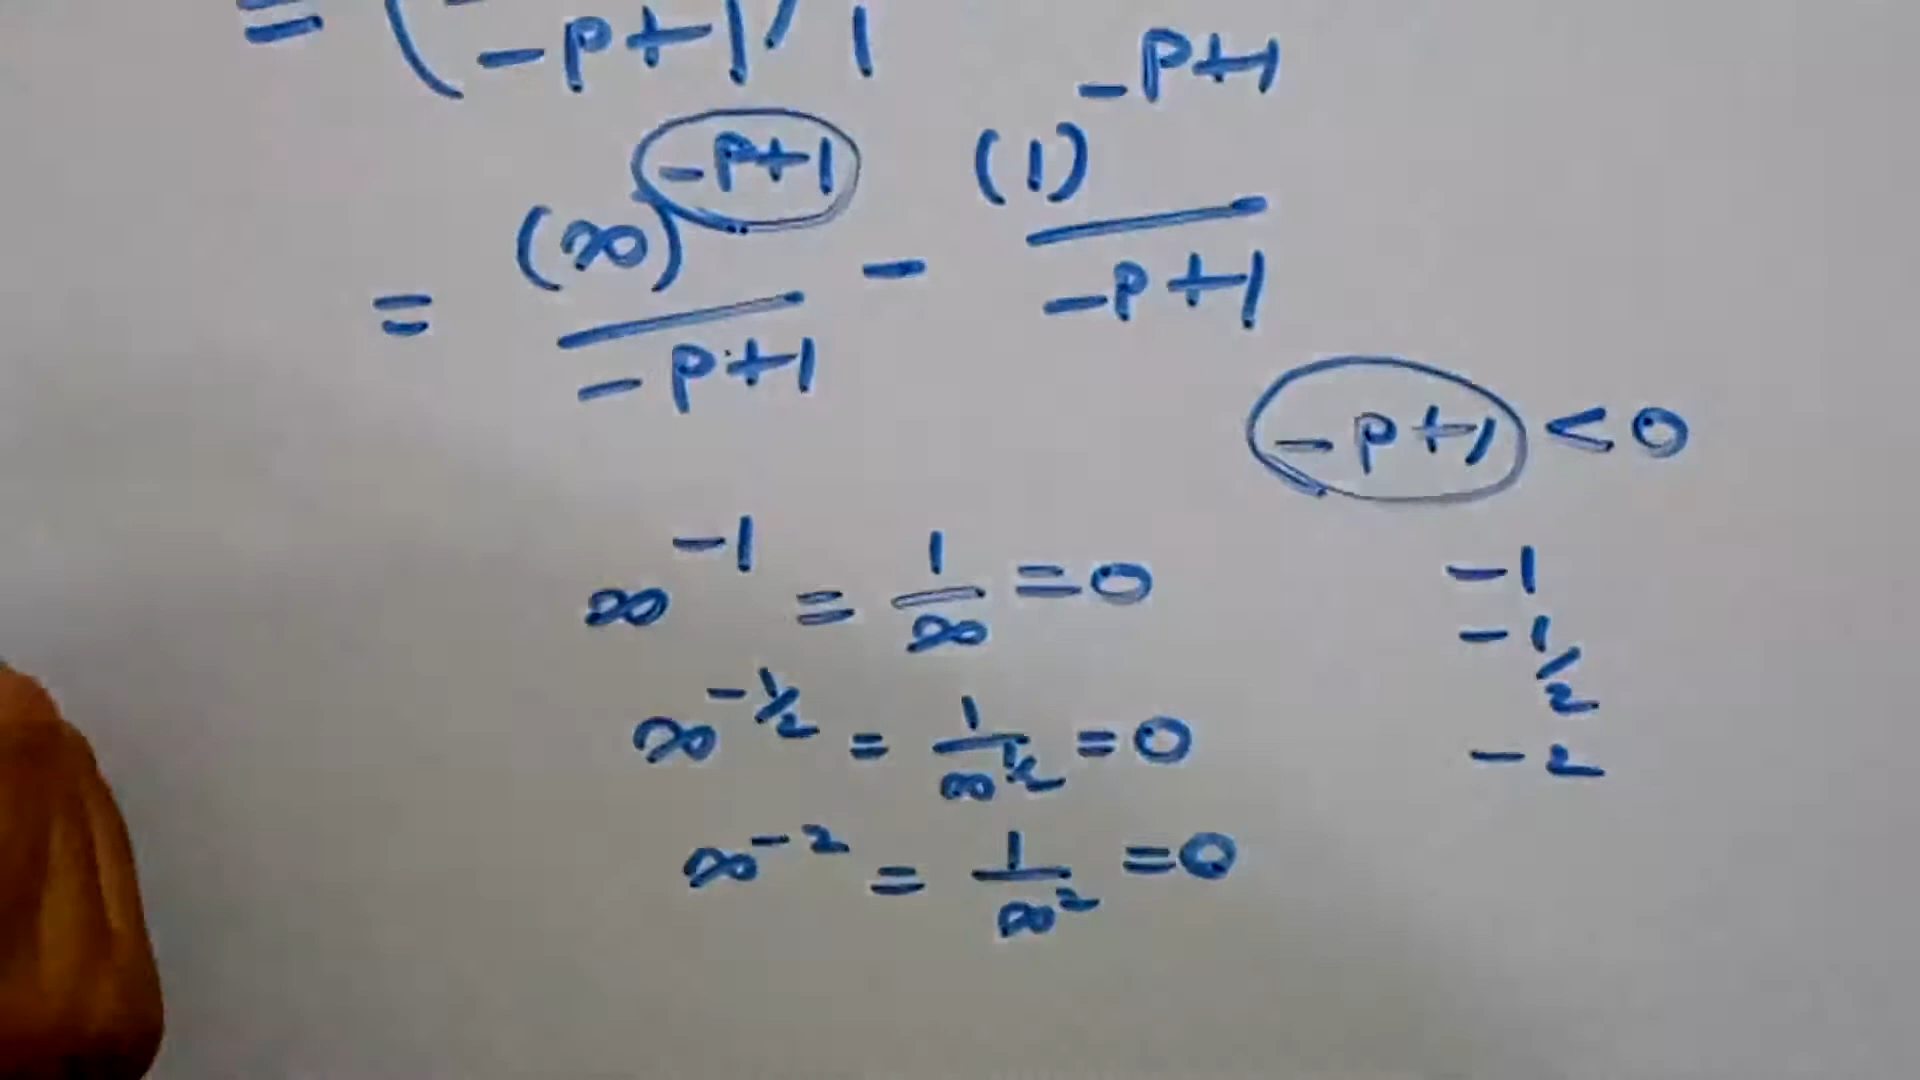 = ( -p+1 ) 1
= (∞)^(-p+1) / (-p+1) - (1)^(-p+1) / (-p+1)
-p+1 < 0
∞^(-1) = 1/∞ = 0 -1
∞^(-1/2) = 1/∞^(1/2) = 0 -1/2
∞^(-2) = 1/∞^2 = 0 -2